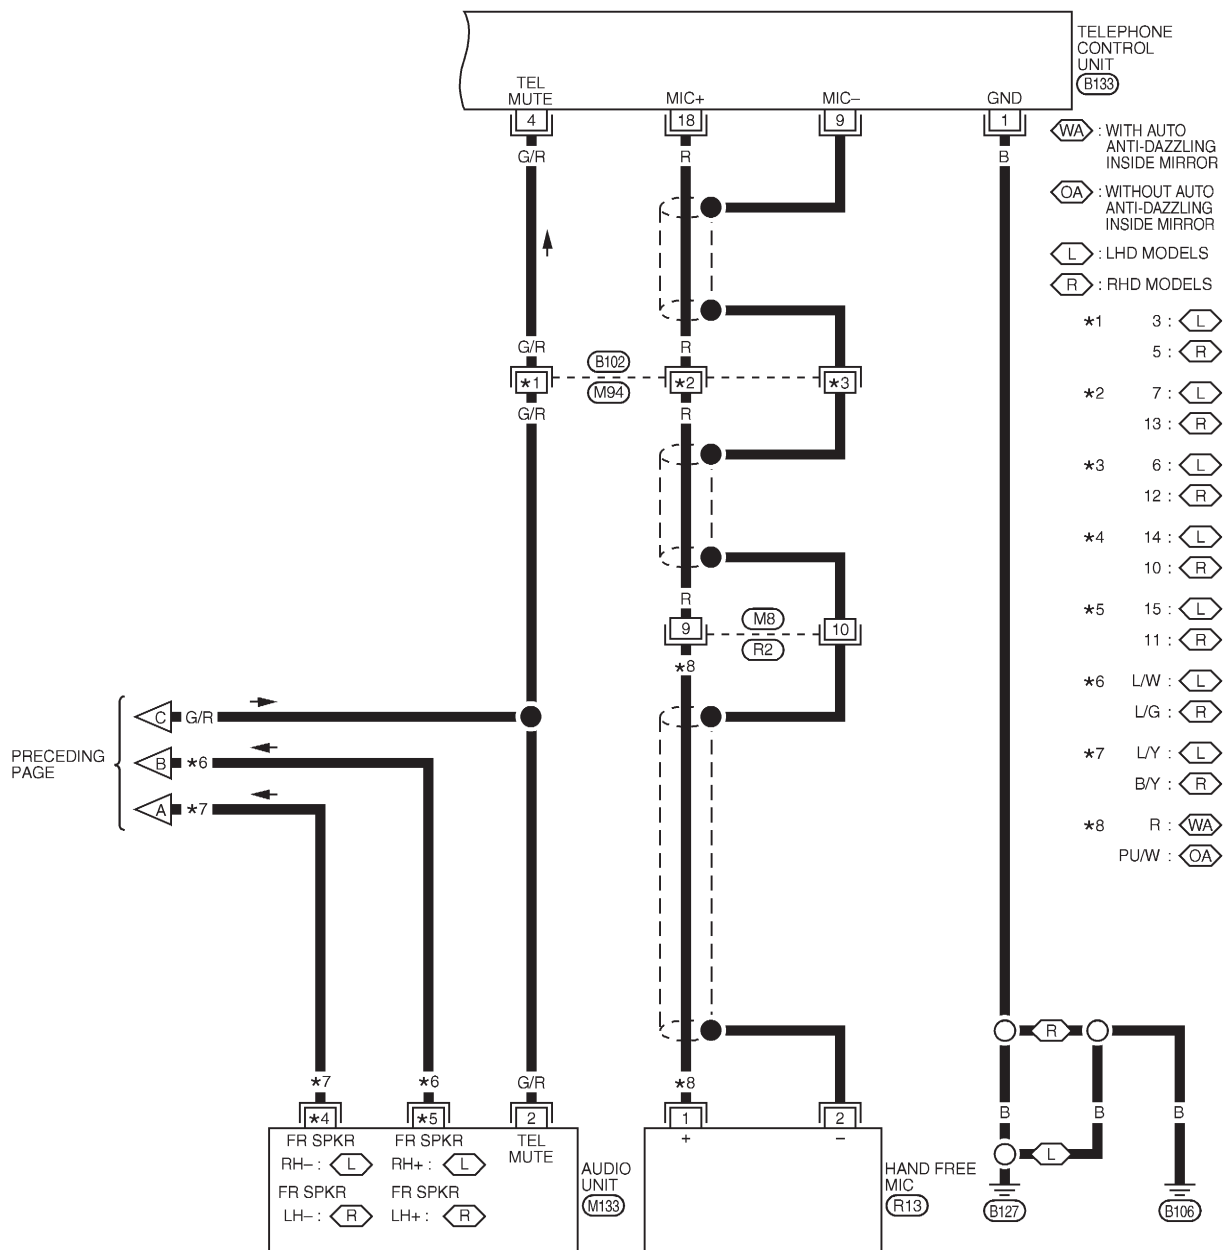 TELEPHONE
CONTROL
UNIT
B133
TEL
MUTE
MIC+
MIC–
GND
4
18
9
1
G/R
R
B
WA : WITH AUTO
ANTI-DAZZLING
INSIDE MIRROR
OA : WITHOUT AUTO
ANTI-DAZZLING
INSIDE MIRROR
L : LHD MODELS
R : RHD MODELS
*1 3 : L
5 : R
*2 7 : L
13 : R
*3 6 : L
12 : R
*4 14 : L
10 : R
*5 15 : L
11 : R
*6 L/W : L
L/G : R
*7 L/Y : L
B/Y : R
*8 R : WA
PU/W : OA
G/R
R
B102
*1
*2
*3
M94
G/R
R
R
M8
9
10
R2
*8
PRECEDING
PAGE
C G/R
B *6
A *7
R
*7
*6
G/R
*8
B
B
B
*4
*5
2
1
2
L
FR SPKR
RH– : L
FR SPKR
LH– : R
FR SPKR
RH+ : L
FR SPKR
LH+ : R
TEL
MUTE
AUDIO
UNIT
M133
+
–
HAND FREE
MIC
R13
B127
B106